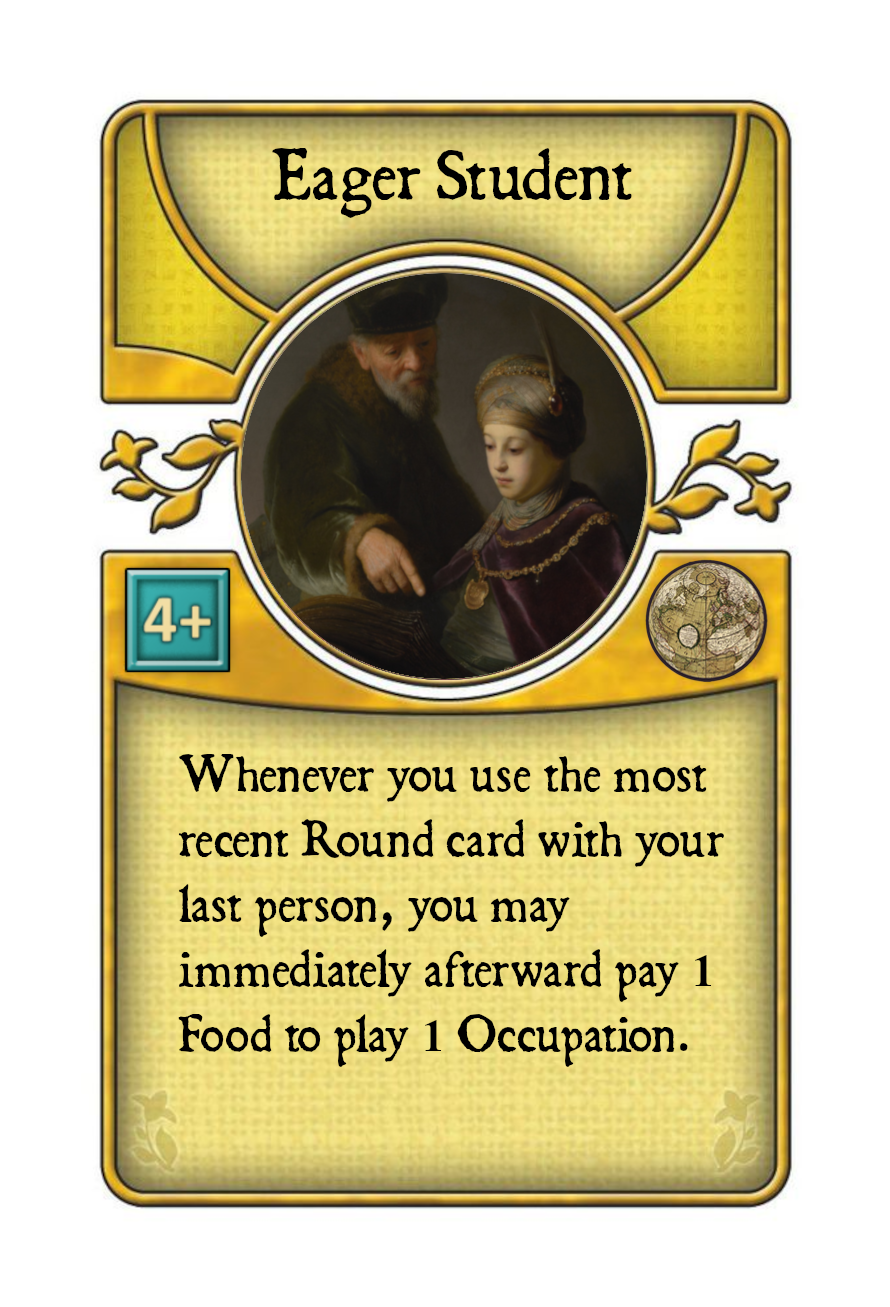 Eager Student
4+
Whenever you use the most
recent Round card with your
last person, you may
immediately afterward pay 1
Food to play 1 Occupation.